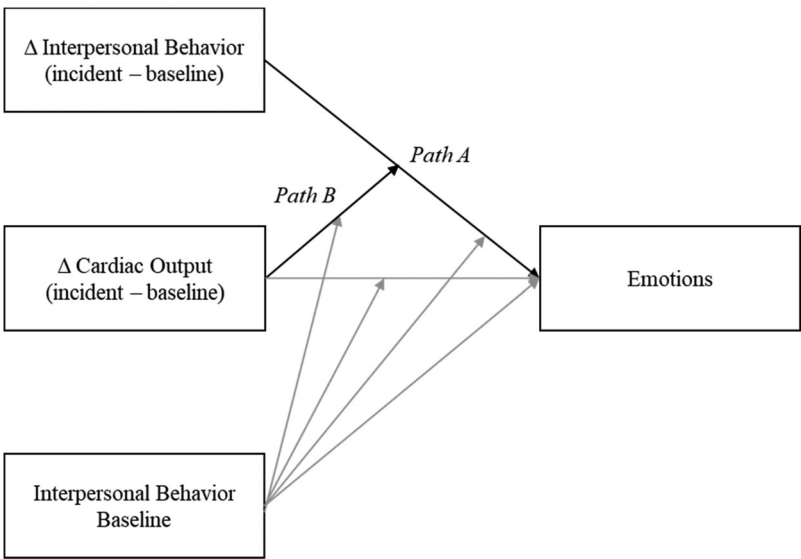 Δ Interpersonal Behavior
(incident – baseline)
Path A
Path B
Δ Cardiac Output
(incident – baseline)
Emotions
Interpersonal Behavior
Baseline